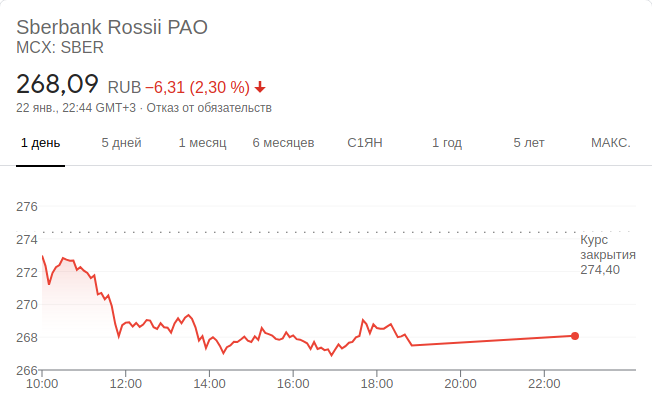 Sberbank Rossii PAO
MCX: SBER
268,09 RUB −6,31 (2,30 %)
22 янв., 22:44 GMT+3 · Отказ от обязательств
1 день 5 дней 1 месяц 6 месяцев С1ЯН 1 год 5 лет МАКС.
276
274
272
270
268
266
Курс
закрытия
274,40
10:00 12:00 14:00 16:00 18:00 20:00 22:00